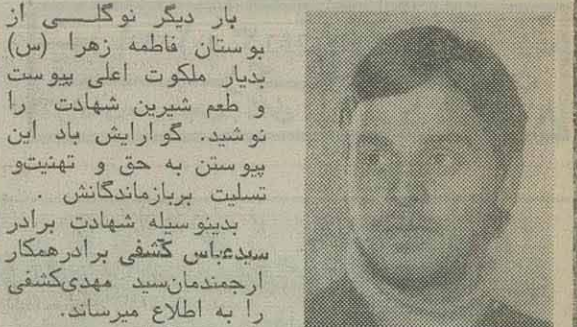 بار دیگر نوگلی از
بوستان فاطمه زهرا (س)
بدیار ملکوت اعلی پیوست
و طعم شیرین شهادت را
نوشید. گوارایش باد این
پیوستن به حق و تهنیت‌و
تسلیت بربازماندگانش .
بدینوسیله شهادت برادر
سیدعباس کشفی برادرهمکار
ارجمندمان‌سید مهدی‌کشفی
را به اطلاع میرساند.